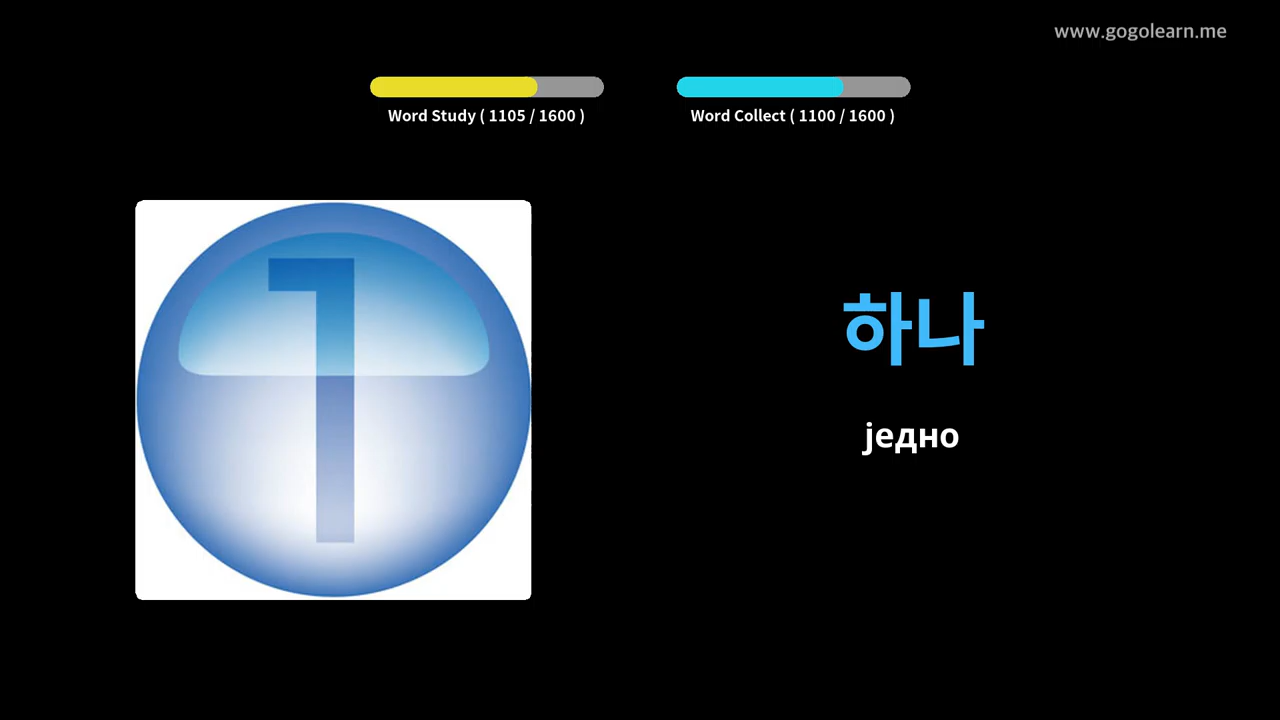 www.gogolearn.me
Word Study ( 1105 / 1600 )
Word Collect ( 1100 / 1600 )
1
하나
једно